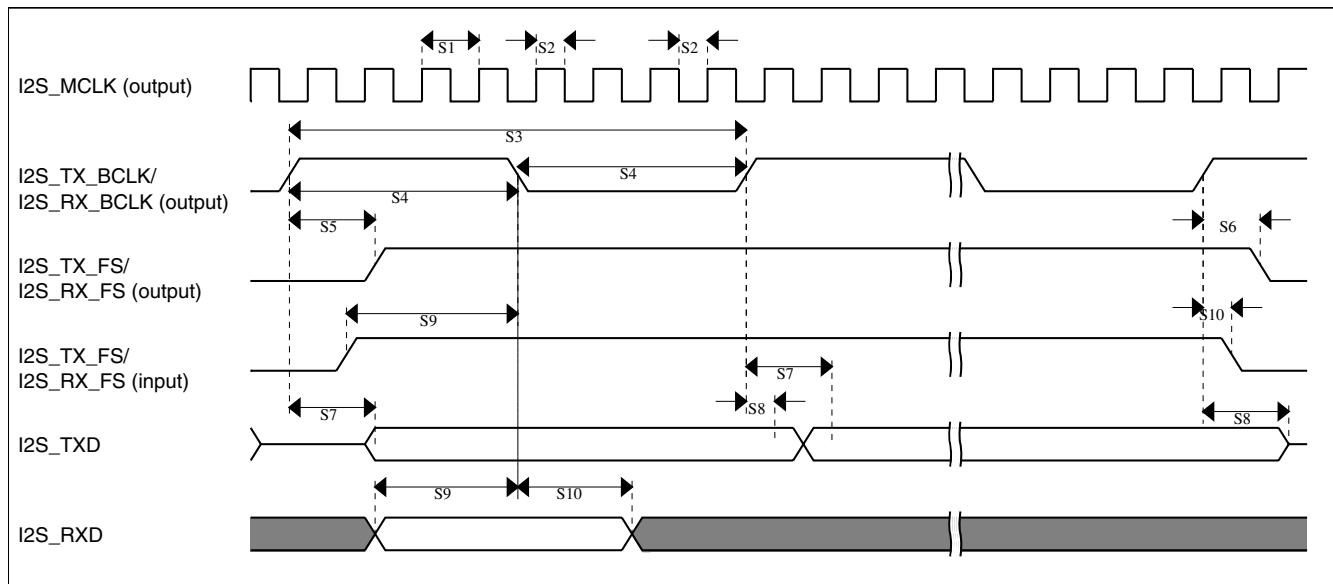 S1
S2
S2
I2S_MCLK (output)
S3
I2S_TX_BCLK/
I2S_RX_BCLK (output)
S4
S4
S5
S6
I2S_TX_FS/
I2S_RX_FS (output)
S9
S10
I2S_TX_FS/
I2S_RX_FS (input)
S7
S7
S8
S8
I2S_TXD
S9
S10
I2S_RXD